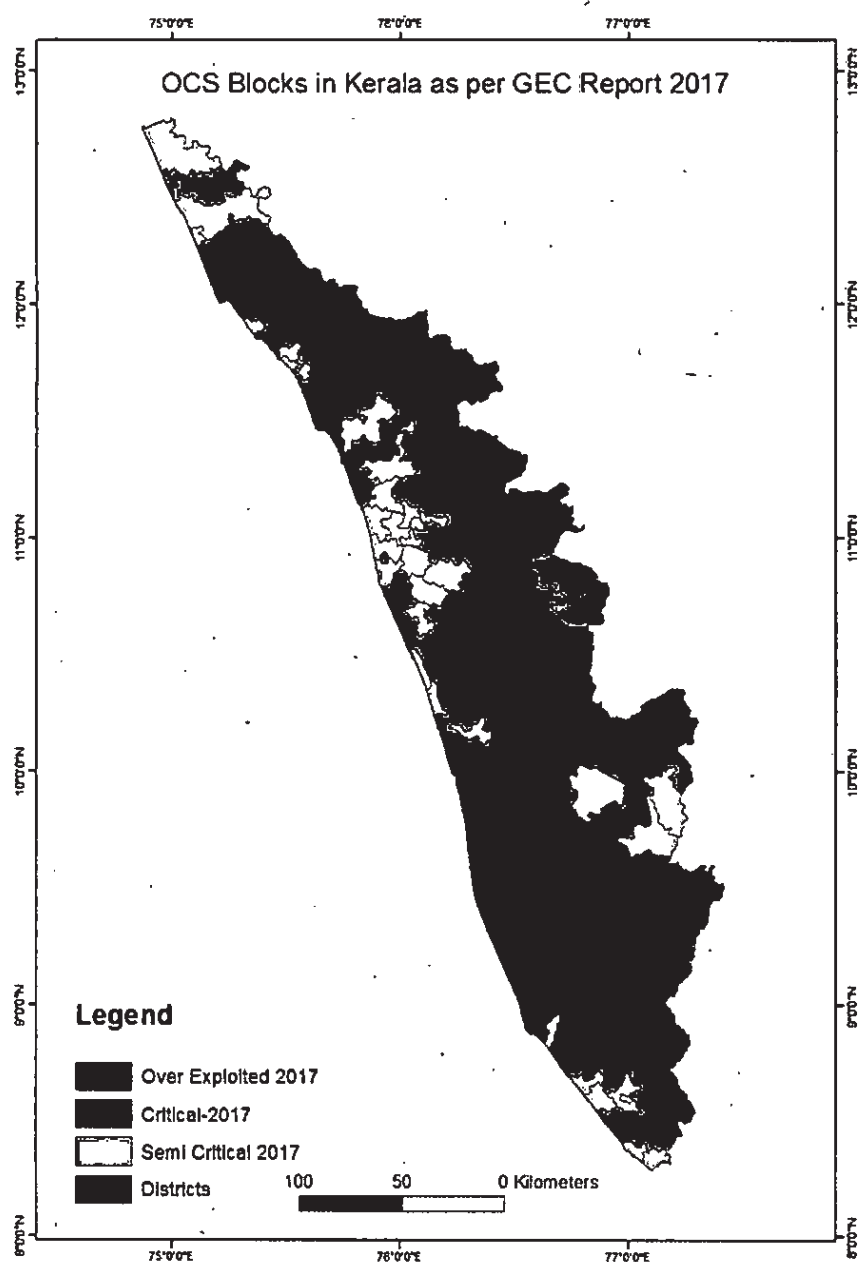 75°0'0"E 76°0'0"E 77°0'0"E
OCS Blocks in Kerala as per GEC Report 2017
13°0'0"N 13°0'0"N
12°0'0"N 12°0'0"N
11°0'0"N 11°0'0"N
10°0'0"N 10°0'0"N
9°0'0"N 9°0'0"N
8°0'0"N 8°0'0"N
Legend
Over Exploited 2017
Critical-2017
Semi Critical 2017
Districts
100 50 0 Kilometers
75°0'0"E 76°0'0"E 77°0'0"E